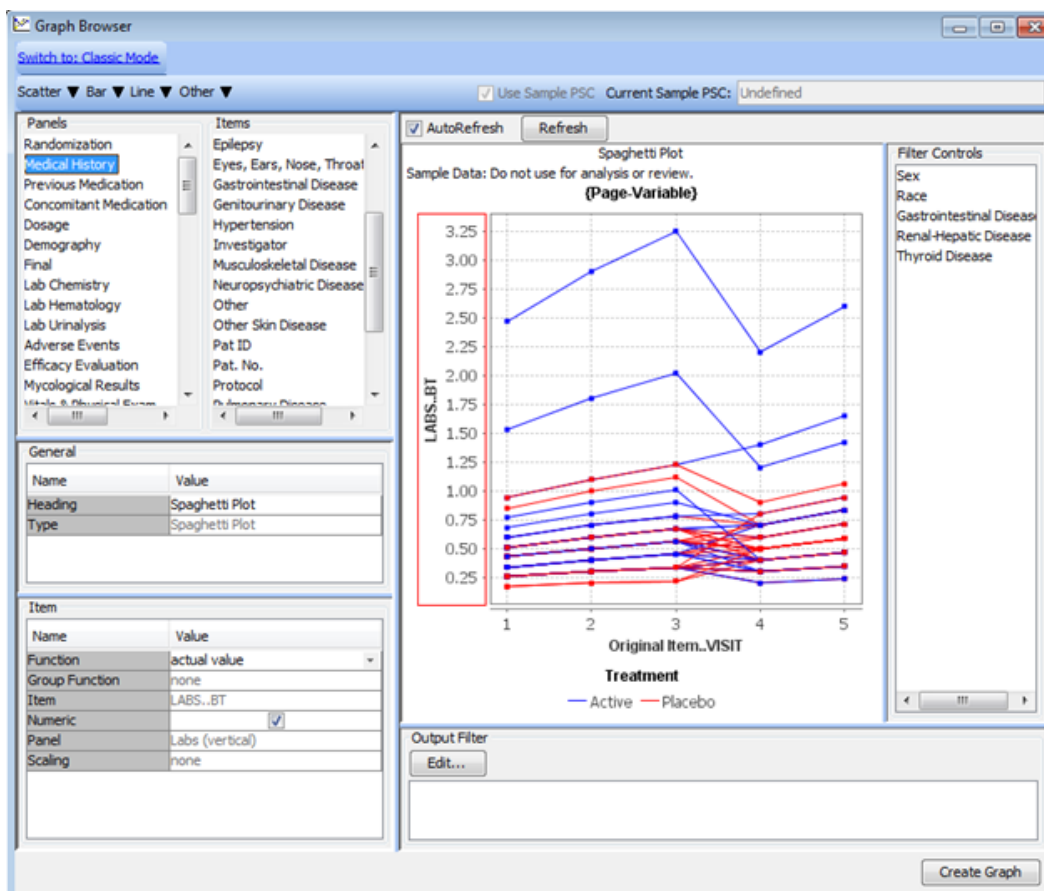 Graph Browser
Switch to: Classic Mode
Scatter ▼ Bar ▼ Line ▼ Other ▼
Use Sample PSC Current Sample PSC: Undefined
Panels
Randomization
Medical History
Previous Medication
Concomitant Medication
Dosage
Demography
Final
Lab Chemistry
Lab Hematology
Lab Urinalysis
Adverse Events
Efficacy Evaluation
Mycological Results
Vitals & Physical Exam
Items
Epilepsy
Eyes, Ears, Nose, Throat
Gastrointestinal Disease
Genitourinary Disease
Hypertension
Investigator
Musculoskeletal Disease
Neuropsychiatric Disease
Other
Other Skin Disease
Pat ID
Pat. No.
Protocol
Pulmonary Disease
General
Name Value
Heading Spaghetti Plot
Type Spaghetti Plot
Item
Name Value
Function actual value
Group Function none
Item LABS..BT
Numeric
Panel Labs (vertical)
Scaling none
AutoRefresh Refresh
Spaghetti Plot
Sample Data: Do not use for analysis or review.
{Page-Variable}
LABS..BT
3.25
3.00
2.75
2.50
2.25
2.00
1.75
1.50
1.25
1.00
0.75
0.50
0.25
1 2 3 4 5
Original Item..VISIT
Treatment
Active Placebo
Filter Controls
Sex
Race
Gastrointestinal Disease
Renal-Hepatic Disease
Thyroid Disease
Output Filter
Edit...
Create Graph